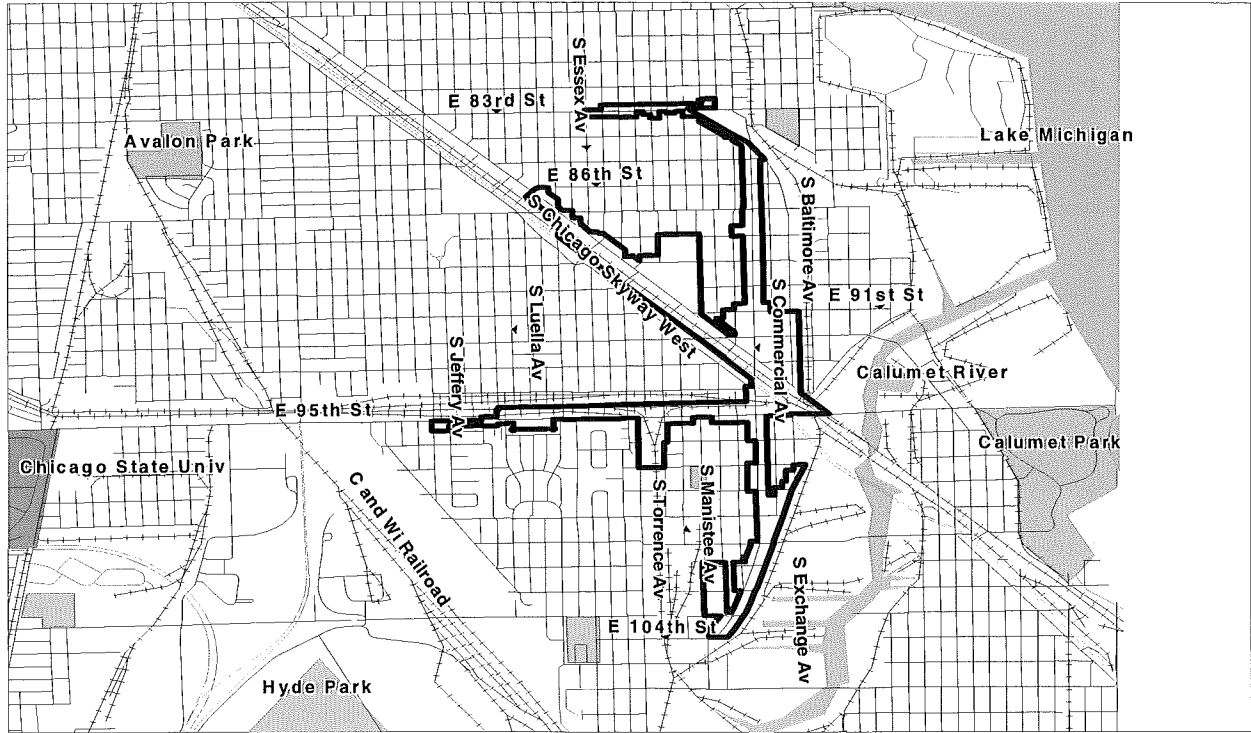 S Essex Av
E 83rd St
Avalon Park
Lake Michigan
E 86th St
S Baltimore Av
S Chicago Skyway West
E 91st St
S Luella Av
S Commercial Av
S Jeffery Av
Calumet River
E 95th St
Calumet Park
Chicago State Univ
C and WI Railroad
S Torrence Av
S Manistee Av
S Exchange Av
E 104th St
Hyde Park